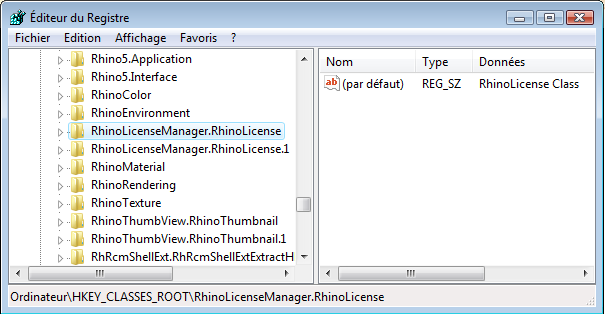 Éditeur du Registre
Fichier Edition Affichage Favoris ?
Rhino5.Application
Rhino5.Interface
RhinoColor
RhinoEnvironment
RhinoLicenseManager.RhinoLicense
RhinoLicenseManager.RhinoLicense.1
RhinoMaterial
RhinoRendering
RhinoTexture
RhinoThumbView.RhinoThumbnail
RhinoThumbView.RhinoThumbnail.1
RhRcmShellExt.RhRcmShellExtExtractH
Nom Type Données
ab (par défaut) REG_SZ RhinoLicense Class
Ordinateur\HKEY_CLASSES_ROOT\RhinoLicenseManager.RhinoLicense